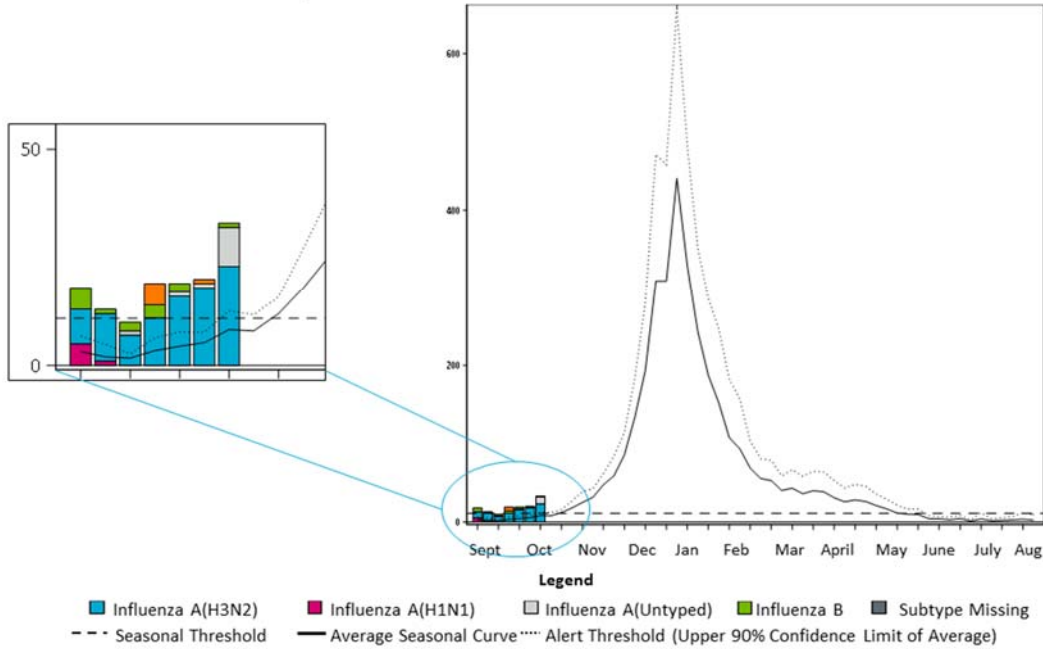 600
400
200
0
50
0
Sept Oct Nov Dec Jan Feb Mar April May June July Aug
Legend
Influenza A(H3N2) Influenza A(H1N1) Influenza A(Untyped) Influenza B Subtype Missing
Seasonal Threshold Average Seasonal Curve Alert Threshold (Upper 90% Confidence Limit of Average)